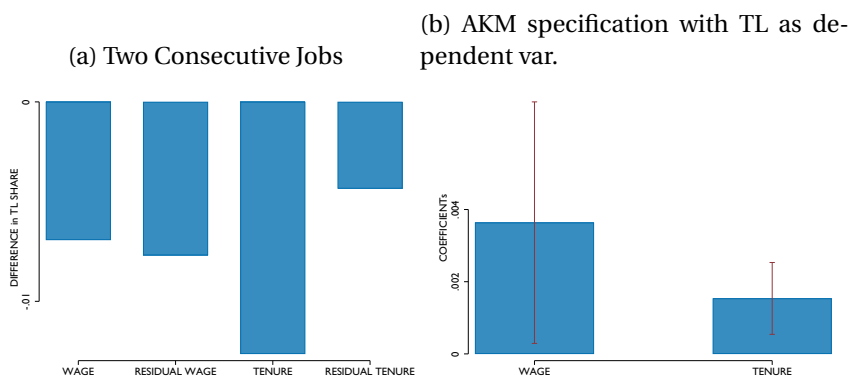 (a) Two Consecutive Jobs
(b) AKM specification with TL as de-
pendent var.
DIFFERENCE in TL SHARE
0
-.01
WAGE RESIDUAL WAGE TENURE RESIDUAL TENURE
COEFFICIENTs
.004
.002
0
WAGE TENURE